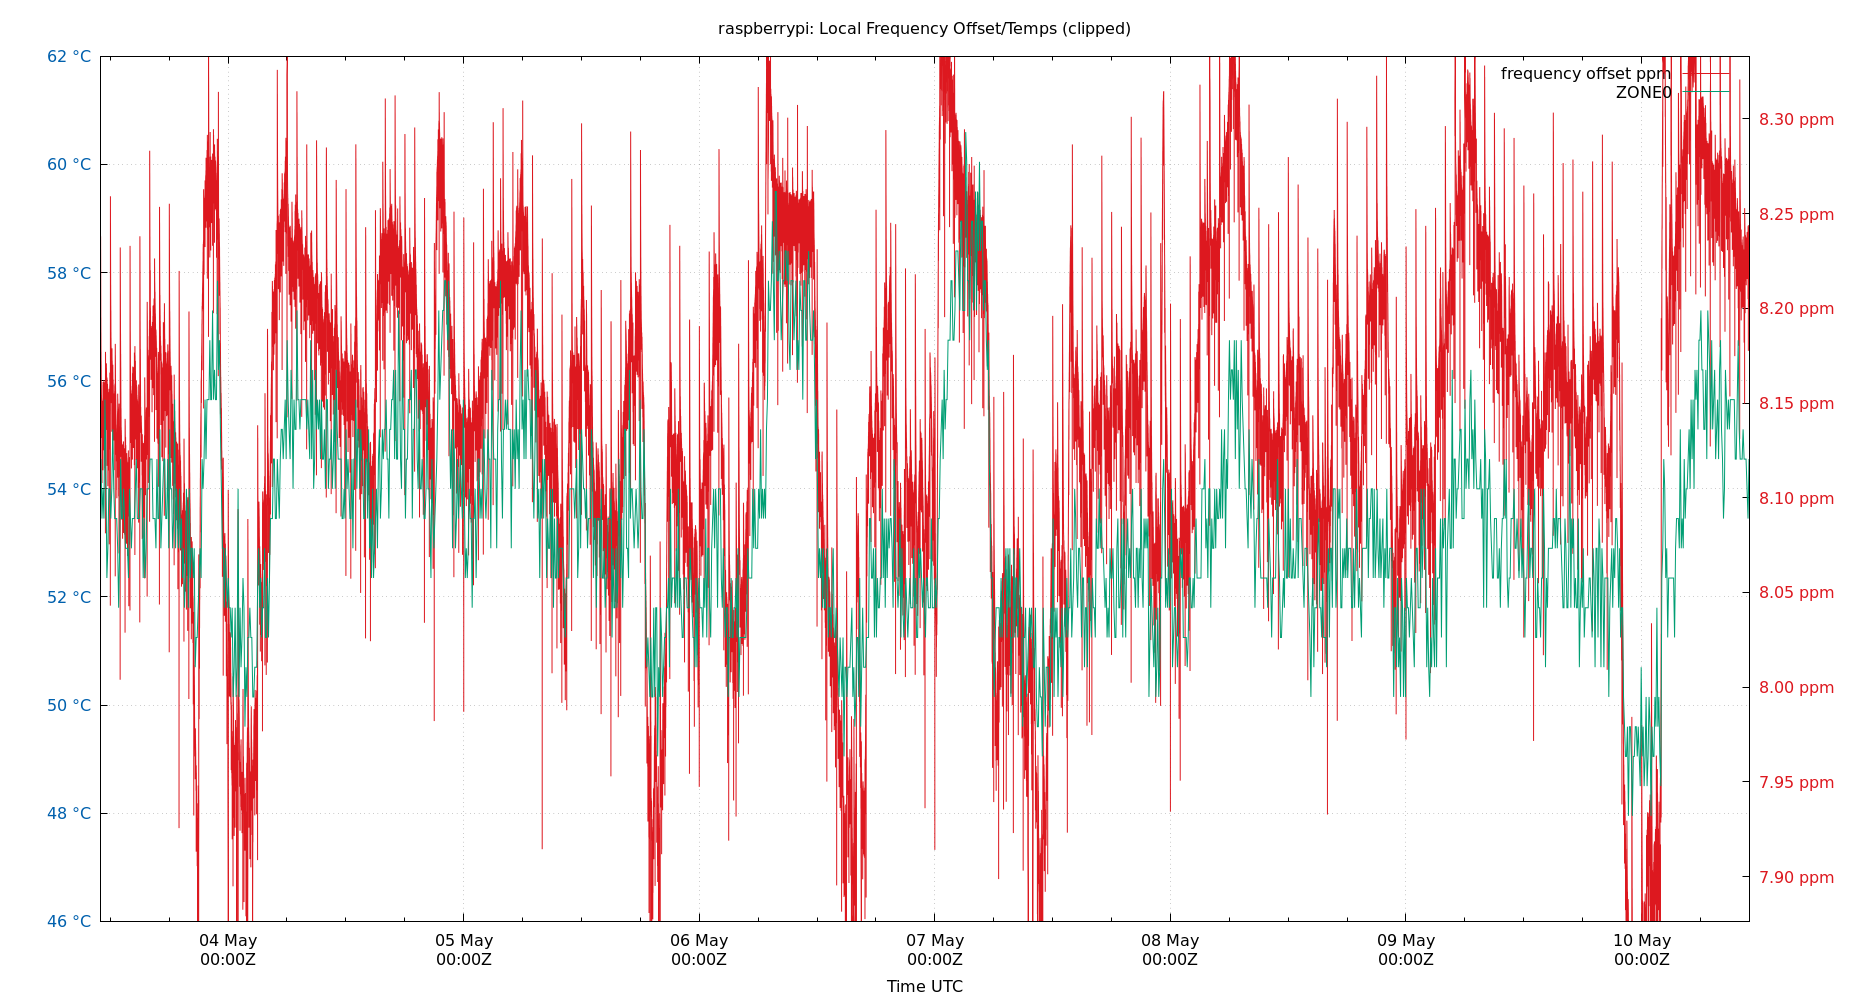 raspberrypi: Local Frequency Offset/Temps (clipped)
62 °C
60 °C
58 °C
56 °C
54 °C
52 °C
50 °C
48 °C
46 °C
frequency offset ppm
ZONE0
8.30 ppm
8.25 ppm
8.20 ppm
8.15 ppm
8.10 ppm
8.05 ppm
8.00 ppm
7.95 ppm
7.90 ppm
04 May 05 May 06 May 07 May 08 May 09 May 10 May
00:00Z 00:00Z 00:00Z 00:00Z 00:00Z 00:00Z 00:00Z
Time UTC